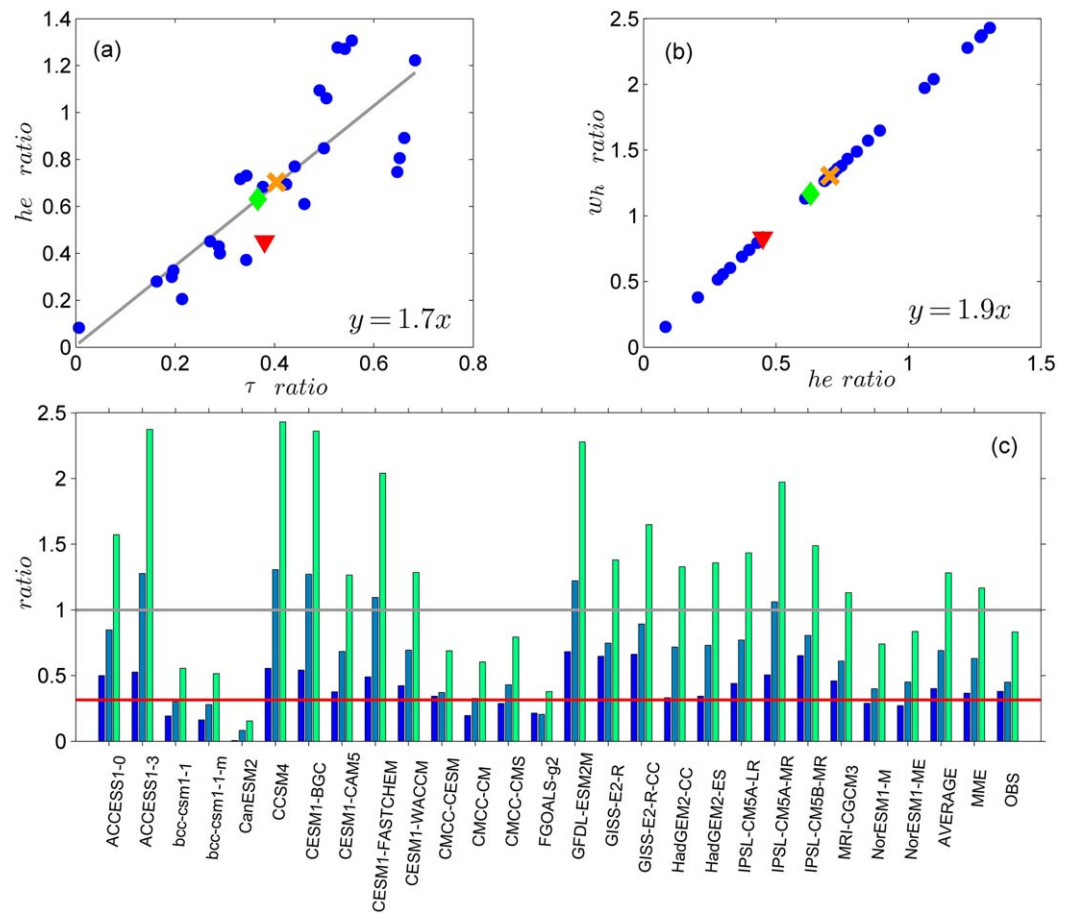 (a)
1.4
1.2
1
0.8
0.6
0.4
0.2
0
he ratio
y = 1.7x
0 0.2 0.4 0.6 0.8
τ ratio
(b)
2.5
2
1.5
1
0.5
0
wh ratio
y = 1.9x
0 0.5 1 1.5
he ratio
(c)
2.5
2
1.5
1
0.5
0
ratio
ACCESS1-0
ACCESS1-3
bcc-csm1-1
bcc-csm1-1-m
CanESM2
CCSM4
CESM1-BGC
CESM1-CAM5
CESM1-FASTCHEM
CESM1-WACCM
CMCC-CESM
CMCC-CM
CMCC-CMS
FGOALS-g2
GFDL-ESM2M
GISS-E2-R
GISS-E2-R-CC
HadGEM2-CC
HadGEM2-ES
IPSL-CM5A-LR
IPSL-CM5A-MR
IPSL-CM5B-MR
MRI-CGCM3
NorESM1-M
NorESM1-ME
AVERAGE
MME
OBS